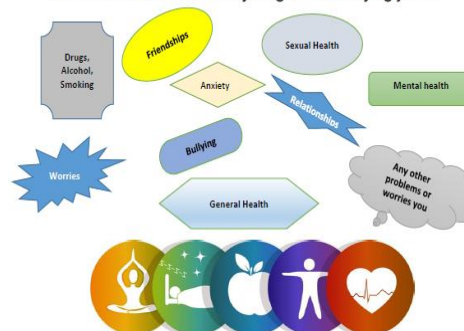 Friendships
Sexual Health
Drugs,
Alcohol,
Smoking
Anxiety
Relationships
Mental health
Bullying
Worries
Any other
problems or
worries you
General Health